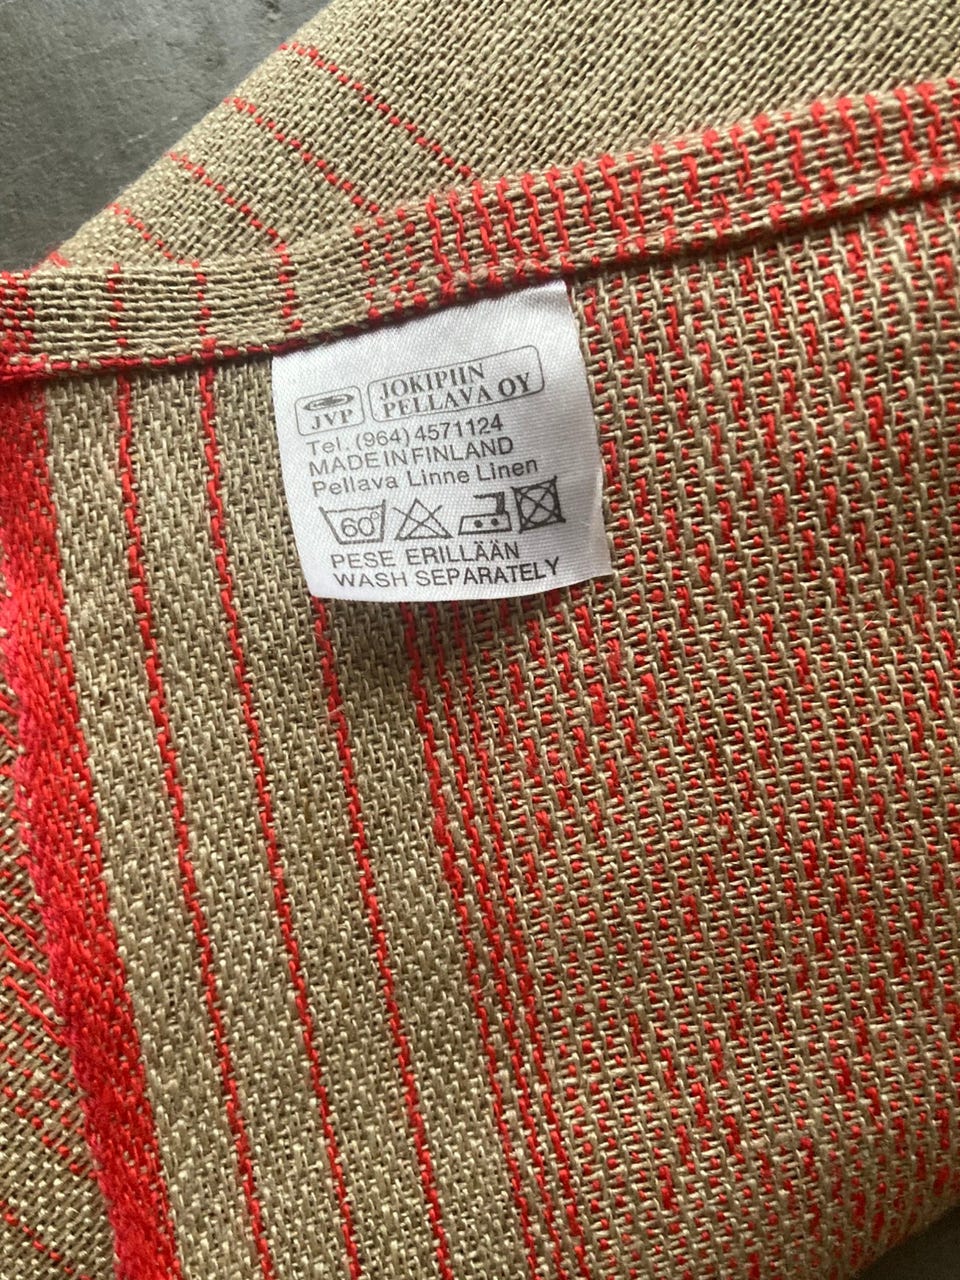 JVP
JOKIPIIN
PELLAVA OY
Tel. (964) 4571124
MADE IN FINLAND
Pellava Linne Linen
60°
PESE ERILLÄÄN
WASH SEPARATELY